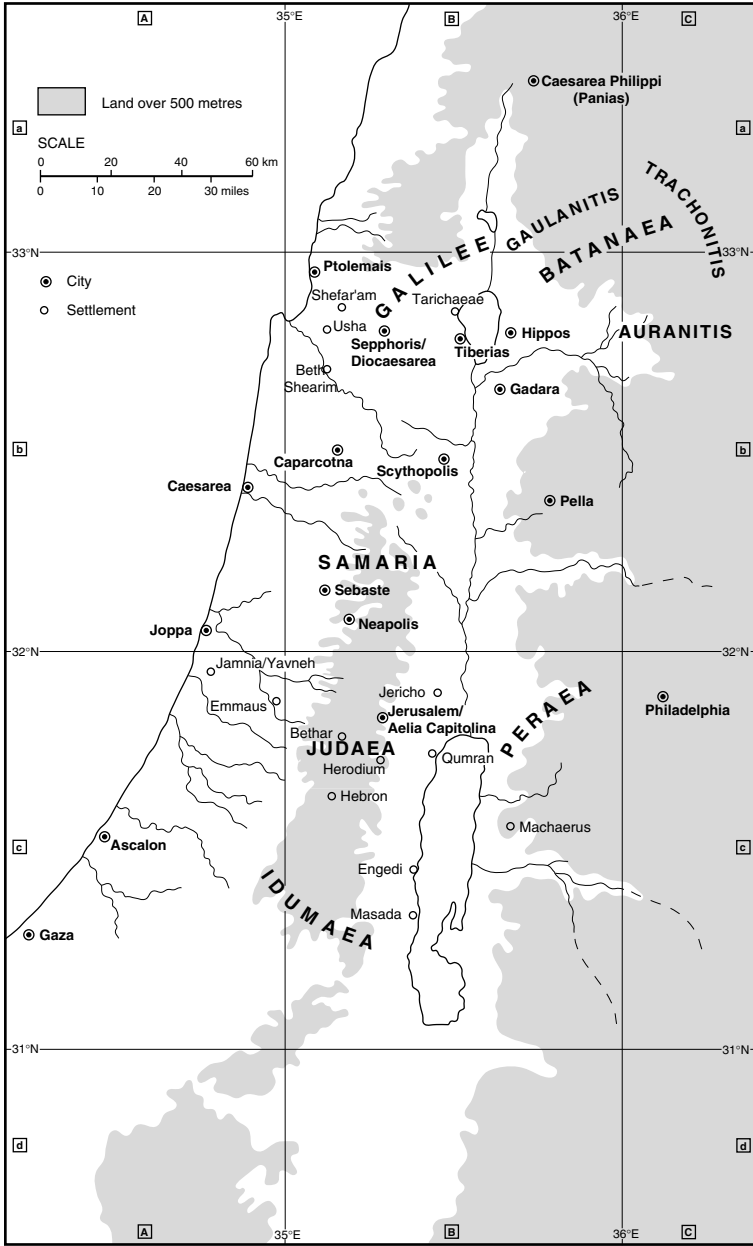 A
35°E
B
36°E
C
Caesarea Philippi
(Panias)
Land over 500 metres
a
a
SCALE
0 20 40 60 km
0 10 20 30 miles
TRACHONITIS
GAULANITIS
BATANAEA
GALILEE
33°N
33°N
Ptolemais
City
Shefar'am
Tarichaeae
Settlement
Usha
Sepphoris/
Diocaesarea
Tiberias
Hippos
AURANITIS
Beth
Shearim
Gadara
b
b
Caparcotna
Scythopolis
Caesarea
Pella
SAMARIA
Sebaste
Neapolis
Joppa
32°N
32°N
Jamnia/Yavneh
Jericho
Emmaus
Jerusalem/
Aelia Capitolina
PERAEA
Philadelphia
Bethar
JUDAEA
Qumran
Herodium
Hebron
Machaerus
c
c
Ascalon
Engedi
IDUMAEA
Masada
Gaza
31°N
31°N
d
d
A
35°E
B
36°E
C